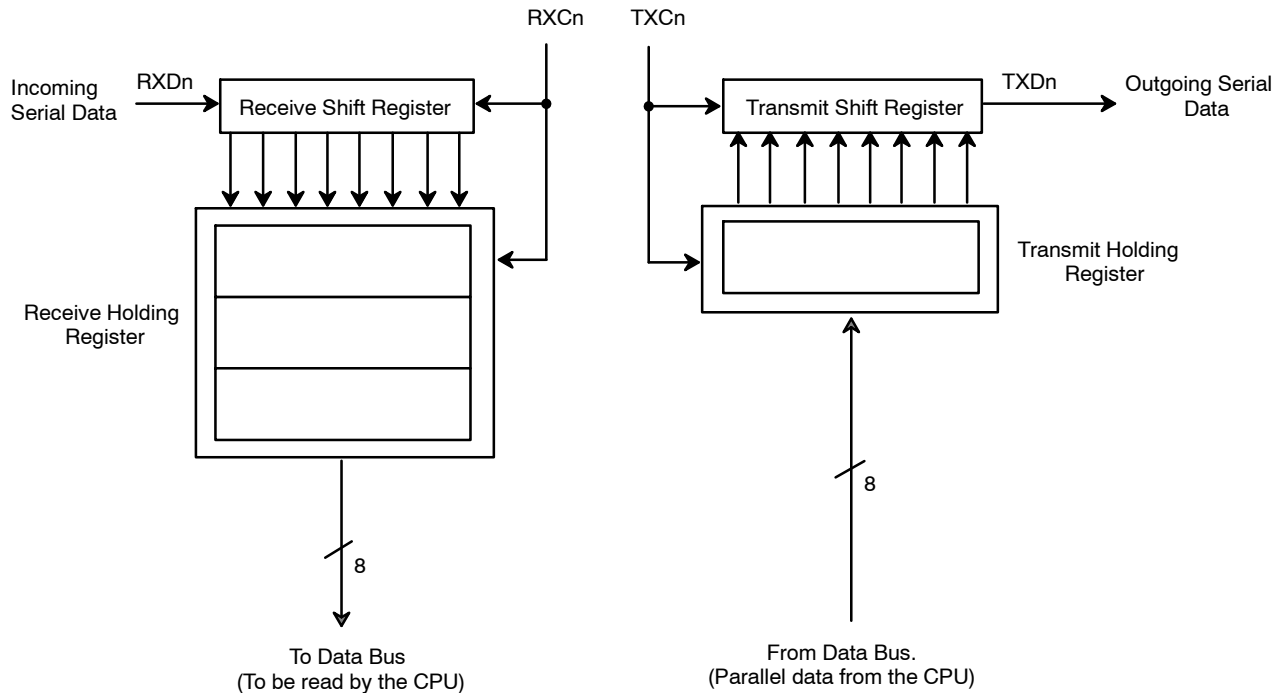 RXCn
TXCn
Incoming
Serial Data
RXDn
Receive Shift Register
Transmit Shift Register
TXDn
Outgoing Serial
Data
Receive Holding
Register
Transmit Holding
Register
8
8
To Data Bus
(To be read by the CPU)
From Data Bus.
(Parallel data from the CPU)